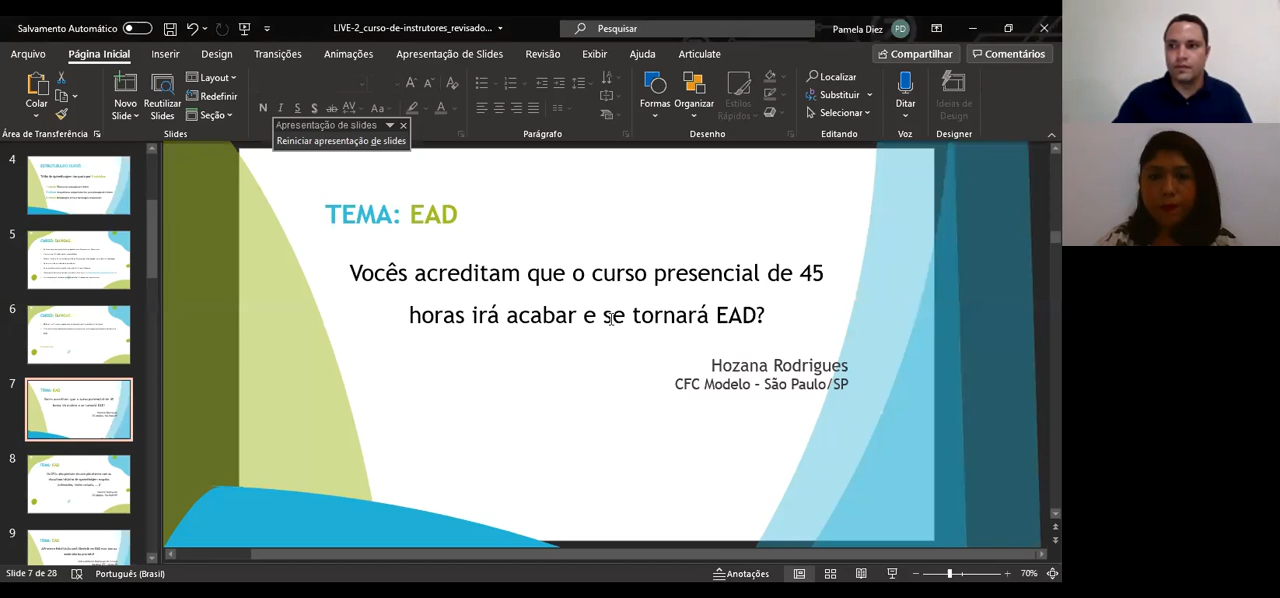 Salvamento Automático
LIVE-2_curso-de-instrutores_revisado...
Pesquisar
Pamela Diez
PD
Arquivo
Página Inicial
Inserir
Design
Transições
Animações
Apresentação de Slides
Revisão
Exibir
Ajuda
Articulate
Compartilhar
Comentários
Colar
Novo
Slide
Reutilizar
Slides
Layout
Redefinir
Seção
N I S S ab AV Aa A
Formas
Organizar
Estilos
Rápidos
Localizar
Substituir
Selecionar
Ditar
Ideias de
Design
Área de Transferência
Slides
Parágrafo
Desenho
Editando
Voz
Designer
Apresentação de slides
Reiniciar apresentação de slides
4
5
6
7
8
9
TEMA: EAD
Vocês acreditam que o curso presencial de 45
horas irá acabar e se tornará EAD?
Hozana Rodrigues
CFC Modelo – São Paulo/SP
Slide 7 de 28
Português (Brasil)
Anotações
70%